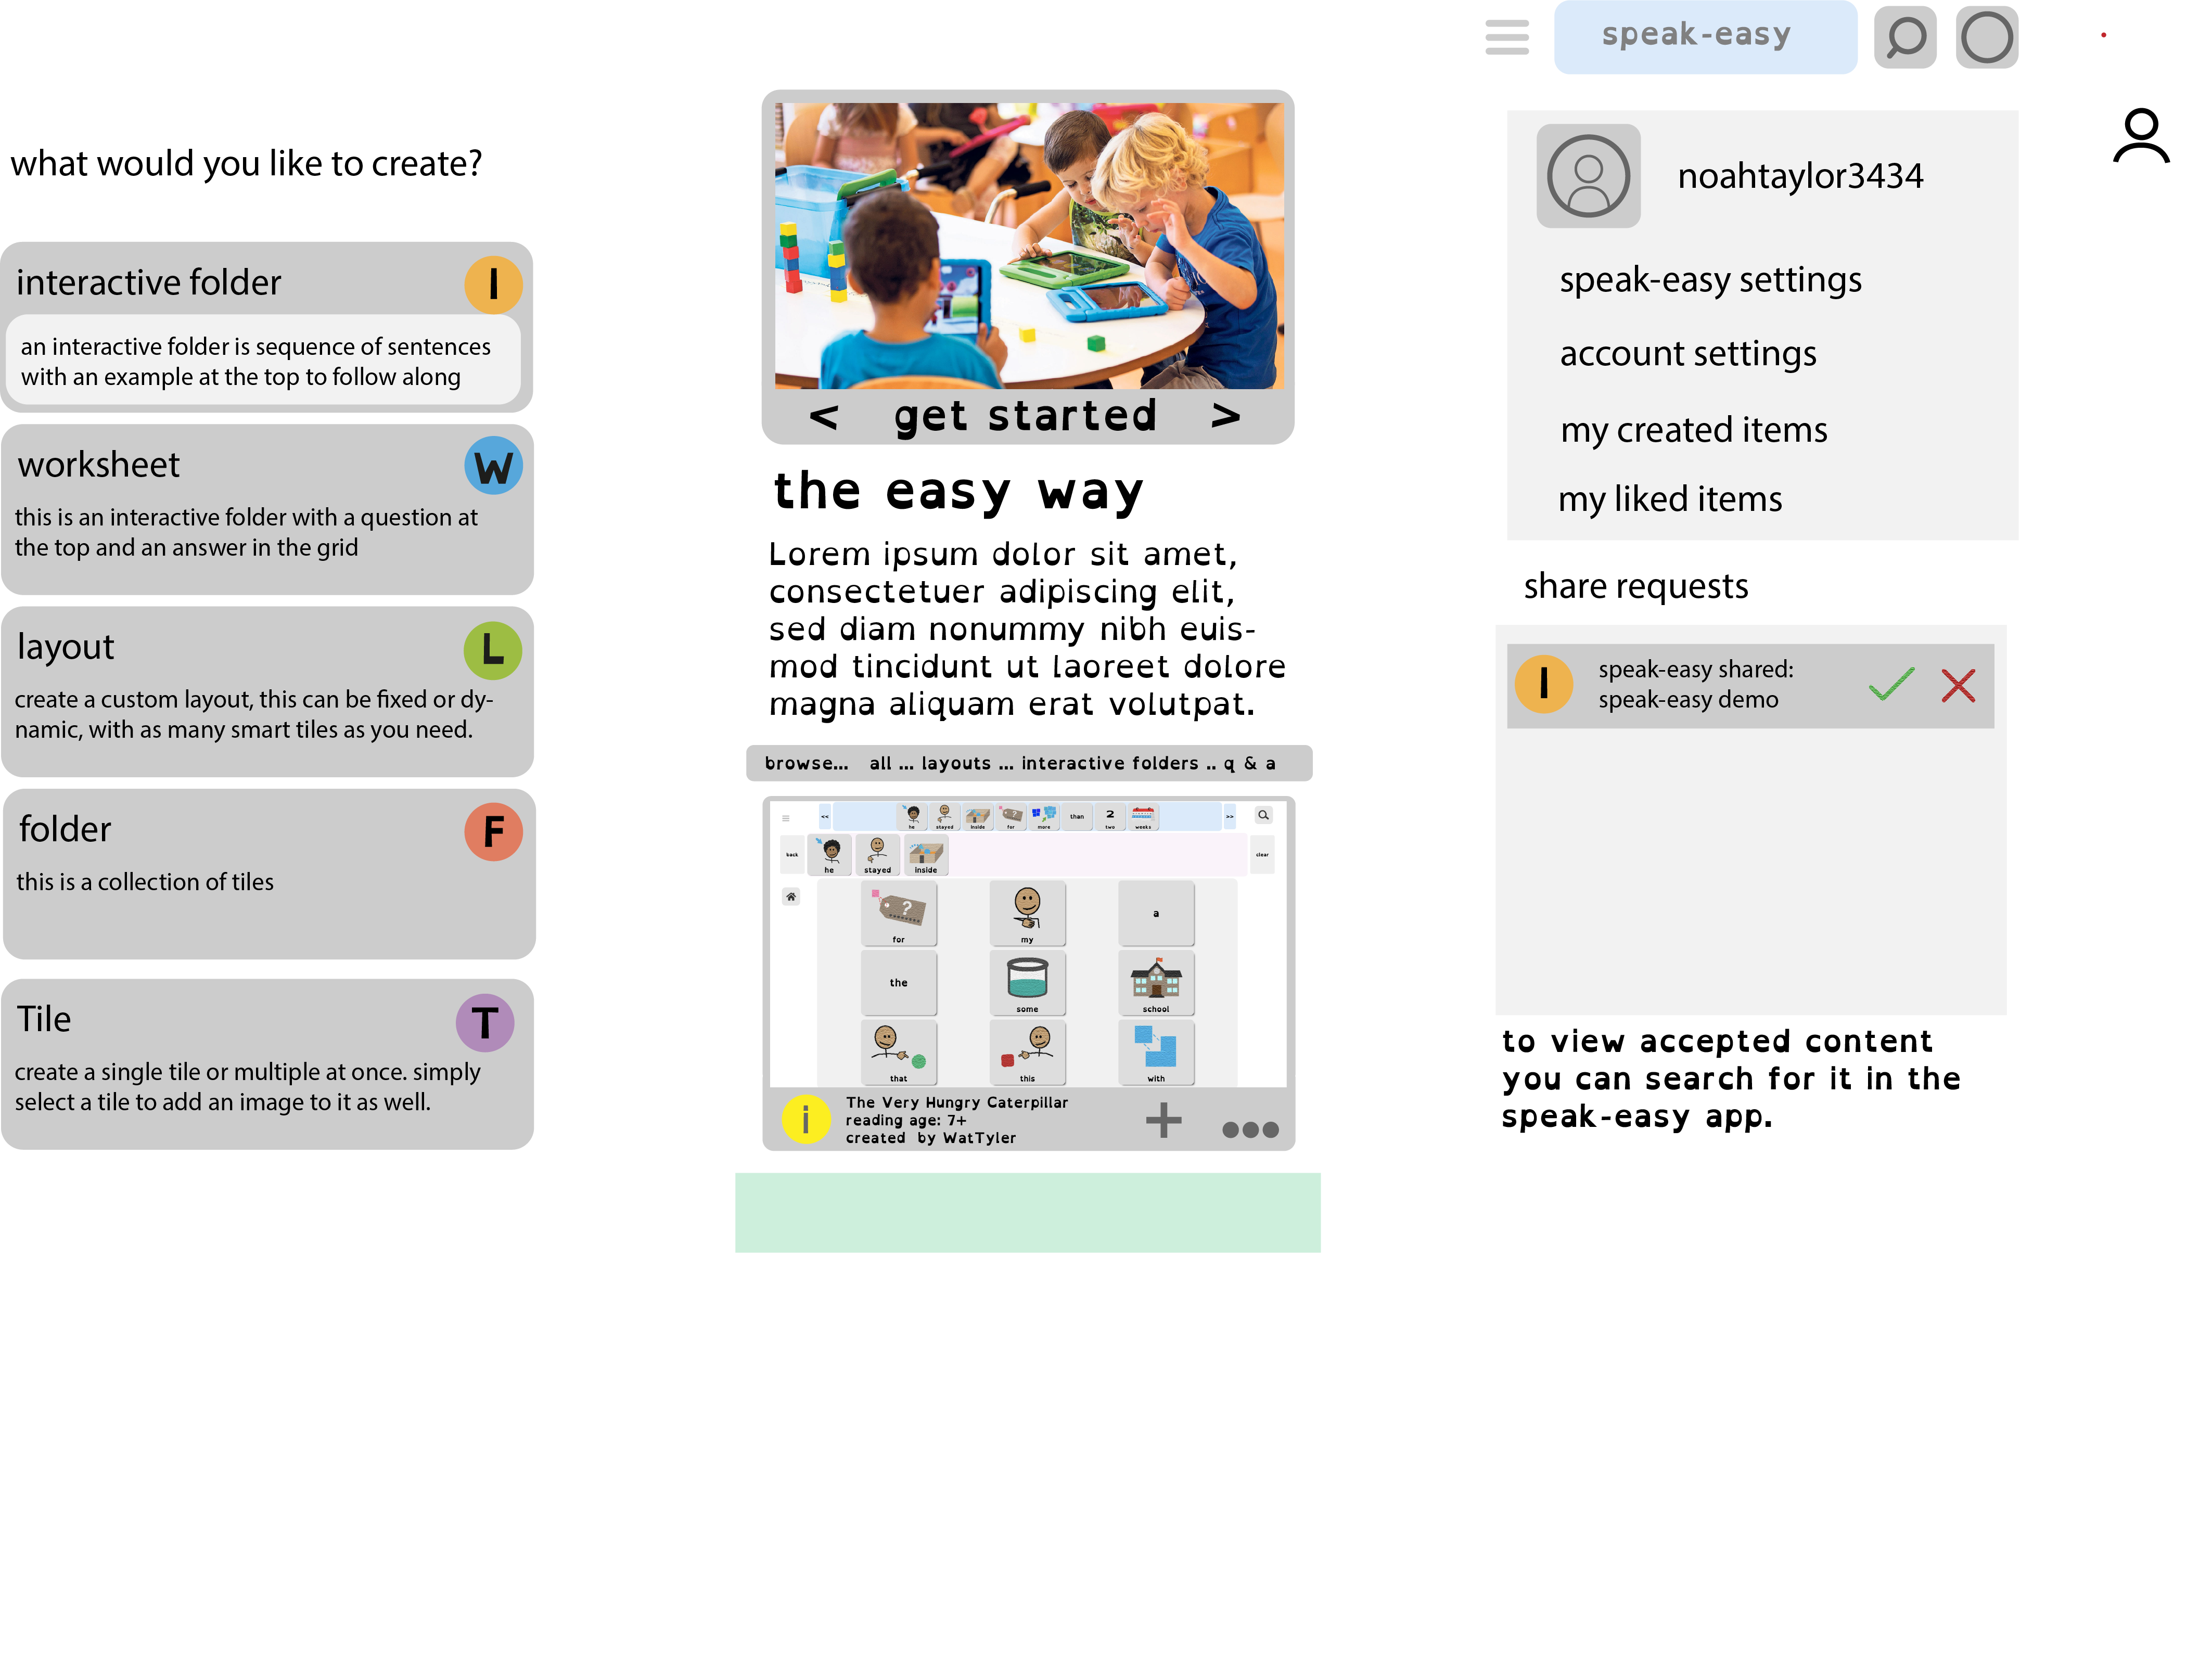 what would you like to create?
interactive folder
I
an interactive folder is sequence of sentences
with an example at the top to follow along
worksheet
W
this is an interactive folder with a question at
the top and an answer in the grid
layout
L
create a custom layout, this can be fixed or dy-
namic, with as many smart tiles as you need.
folder
F
this is a collection of tiles
Tile
T
create a single tile or multiple at once. simply
select a tile to add an image to it as well.
< get started >
the easy way
Lorem ipsum dolor sit amet,
consectetuer adipiscing elit,
sed diam nonummy nibh euis-
mod tincidunt ut laoreet dolore
magna aliquam erat volutpat.
browse... all ... layouts ... interactive folders .. q & a
<< he stayed inside for more than 2 two weeks >>
back he stayed inside clear
?
for my a
the some school
that this with
i
The Very Hungry Caterpillar
reading age: 7+
created by WatTyler
+
speak-easy
noahtaylor3434
speak-easy settings
account settings
my created items
my liked items
share requests
I
speak-easy shared:
speak-easy demo
to view accepted content
you can search for it in the
speak-easy app.